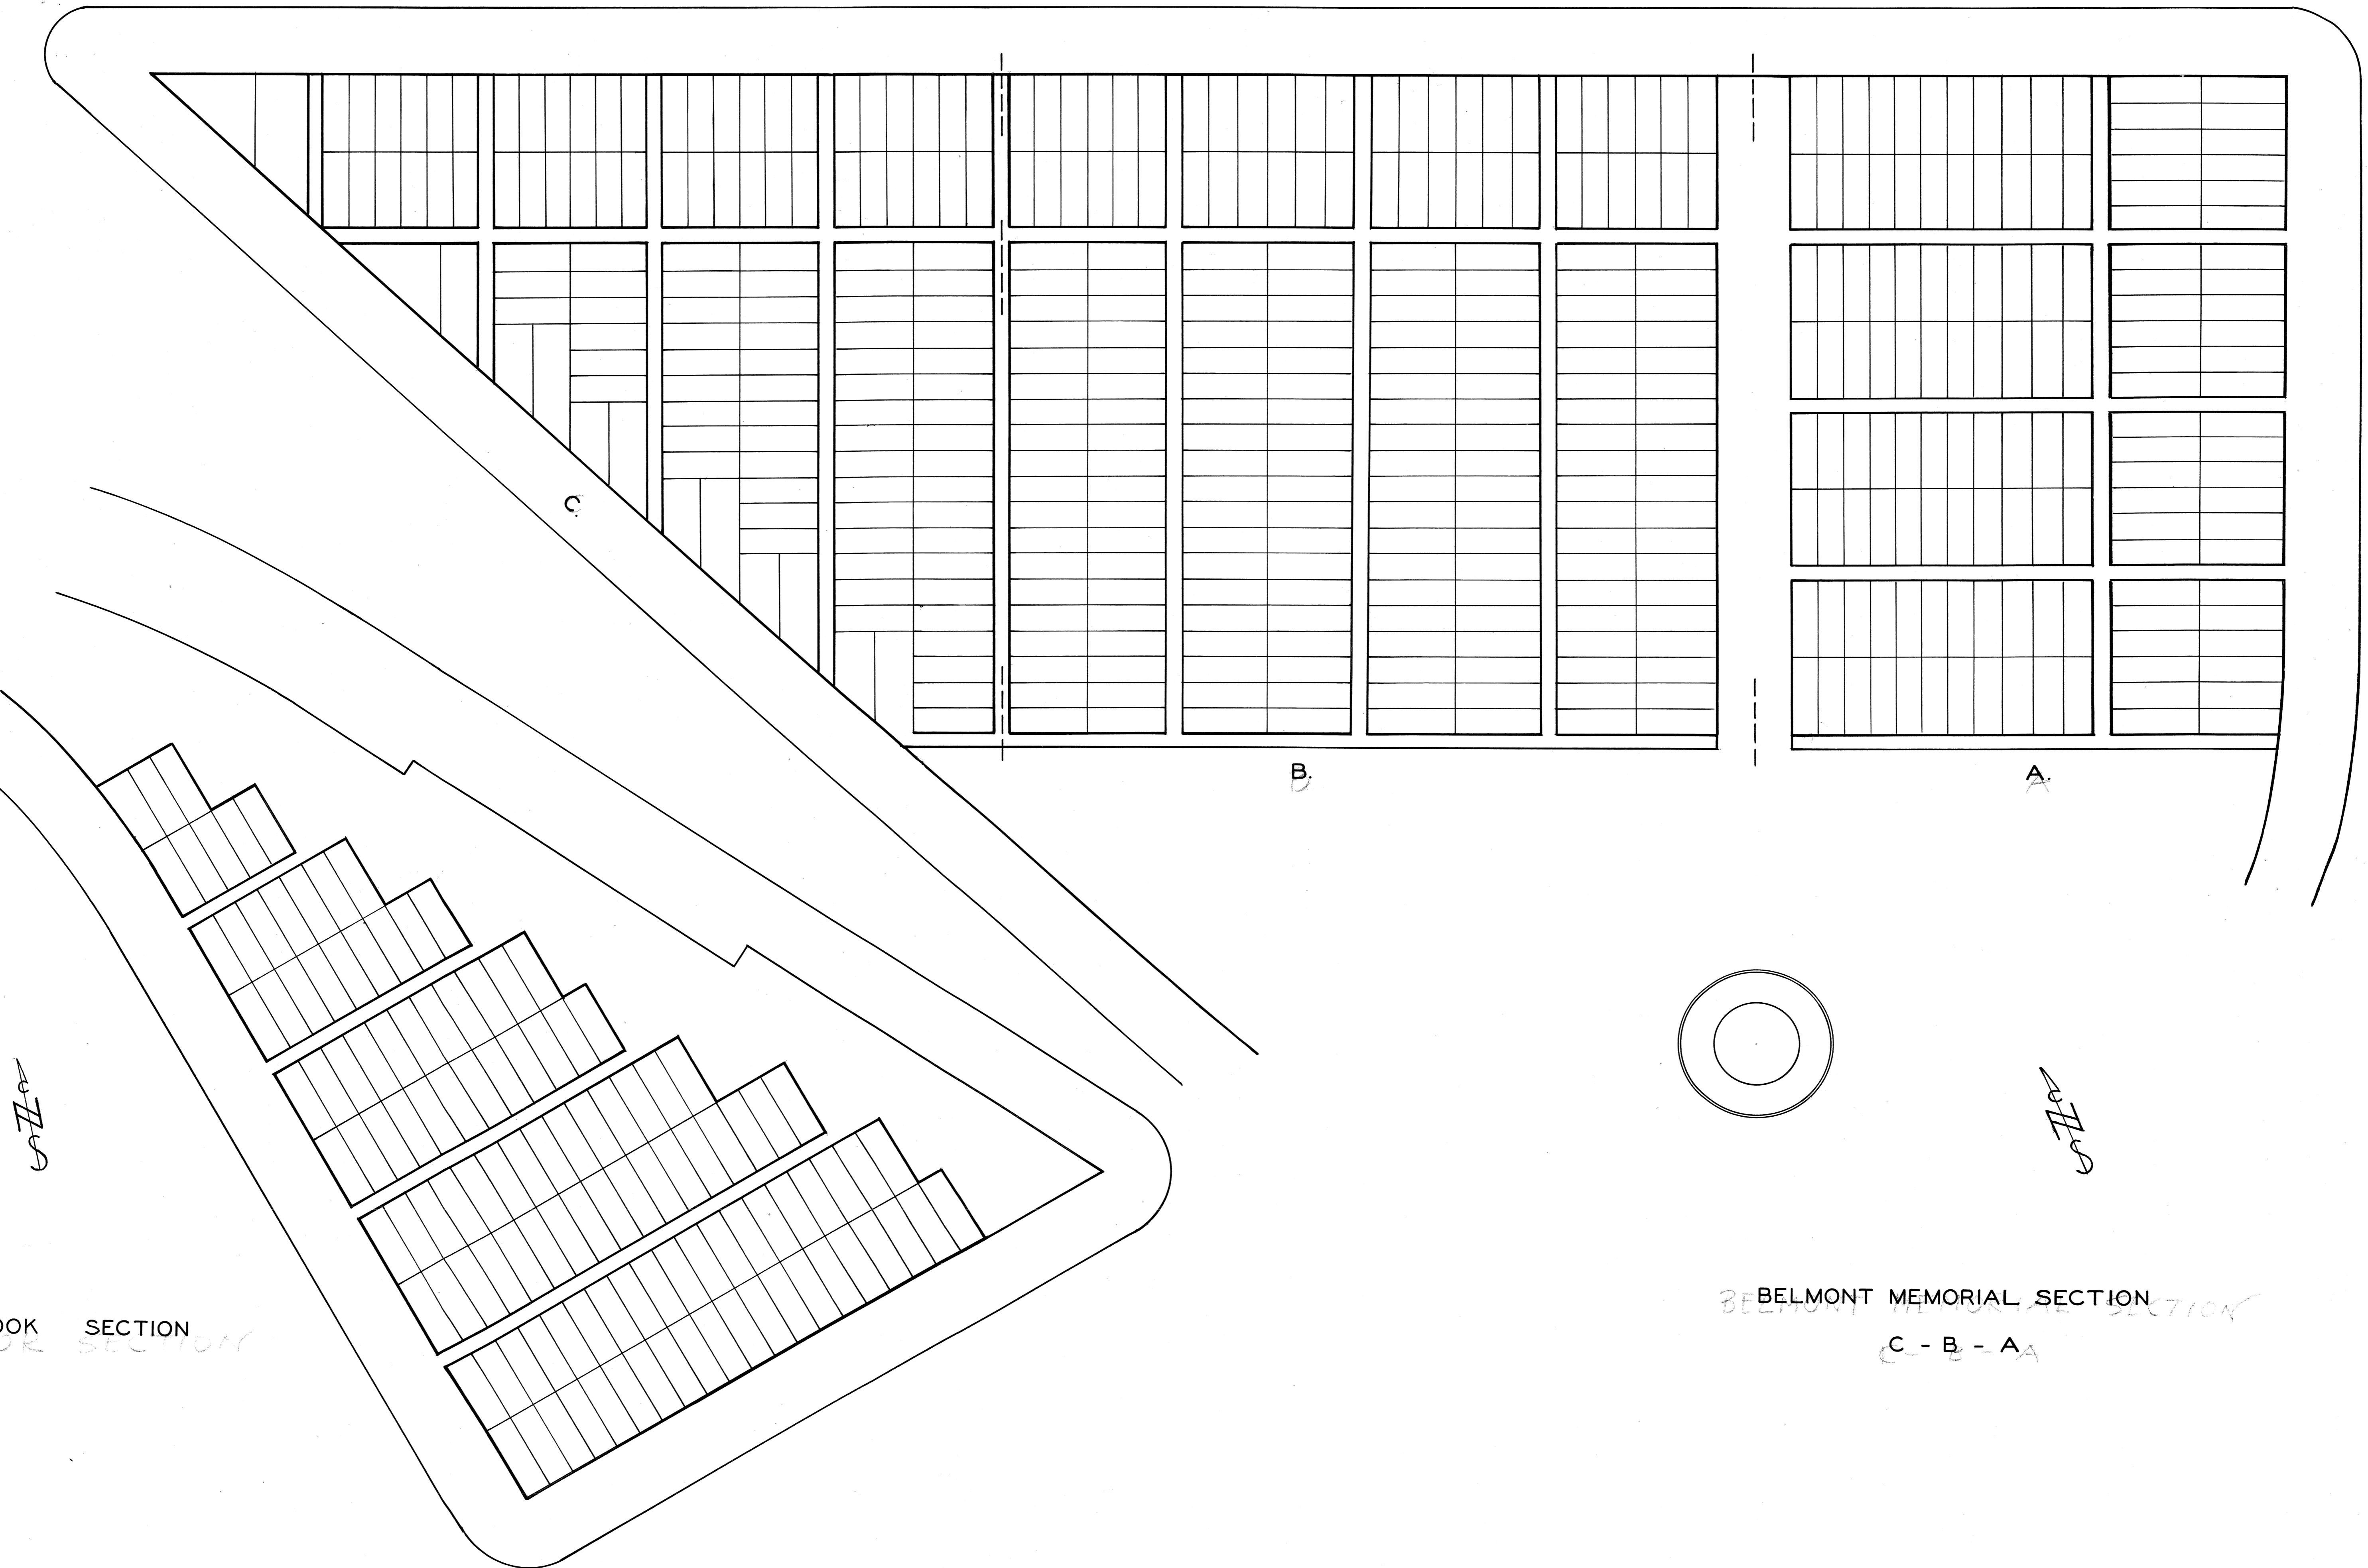 C.
B.
A.
S
S
OOK SECTION
BELMONT MEMORIAL SECTION
C - B - A